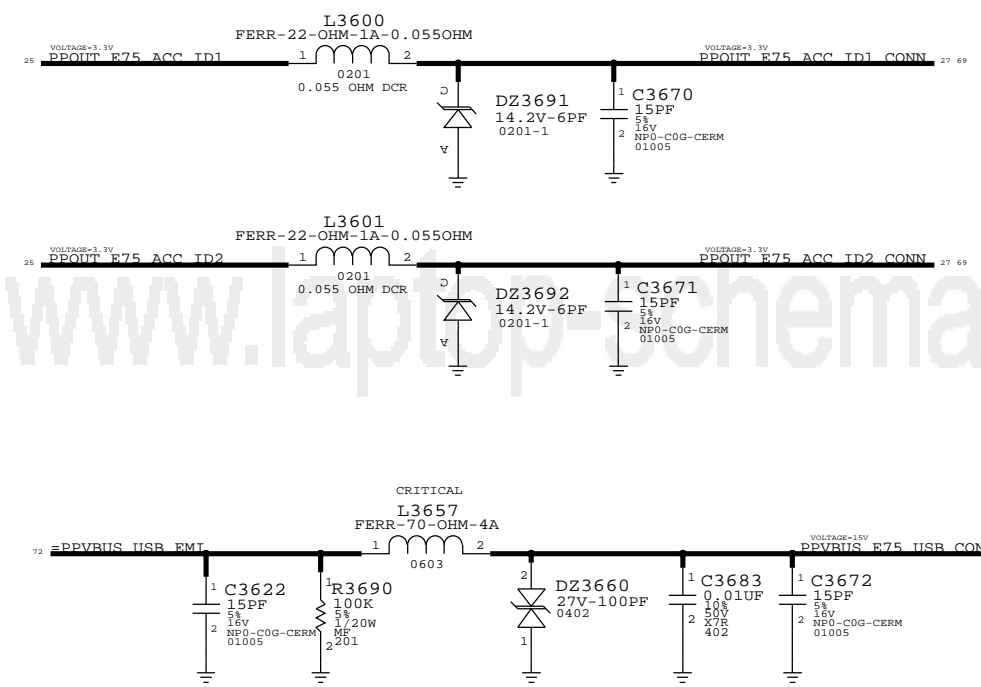 L3600
FERR-22-OHM-1A-0.055OHM
VOLTAGE=3.3V
VOLTAGE=3.3V
25 PPOUT E75 ACC ID1 1 2 PPOUT E75 ACC ID1 CONN 27 69
0201
0.055 OHM DCR
C
A
DZ3691
14.2V-6PF
0201-1
1
2
C3670
15PF
5%
16V
NP0-C0G-CERM
01005
L3601
FERR-22-OHM-1A-0.055OHM
VOLTAGE=3.3V
VOLTAGE=3.3V
25 PPOUT E75 ACC ID2 1 2 PPOUT E75 ACC ID2 CONN 27 69
0201
0.055 OHM DCR
C
A
DZ3692
14.2V-6PF
0201-1
1
2
C3671
15PF
5%
16V
NP0-C0G-CERM
01005
www.laptop-schema
CRITICAL
L3657
FERR-70-OHM-4A
VOLTAGE=15V
72 =PPVBUS USB EMI 1 2 PPVBUS E75 USB CON
0603
1
2
C3622
15PF
5%
16V
NP0-C0G-CERM
01005
1
2
R3690
100K
5%
1/20W
MF
201
2
1
DZ3660
27V-100PF
0402
1
2
C3683
0.01UF
10%
50V
X7R
402
1
2
C3672
15PF
5%
16V
NP0-C0G-CERM
01005